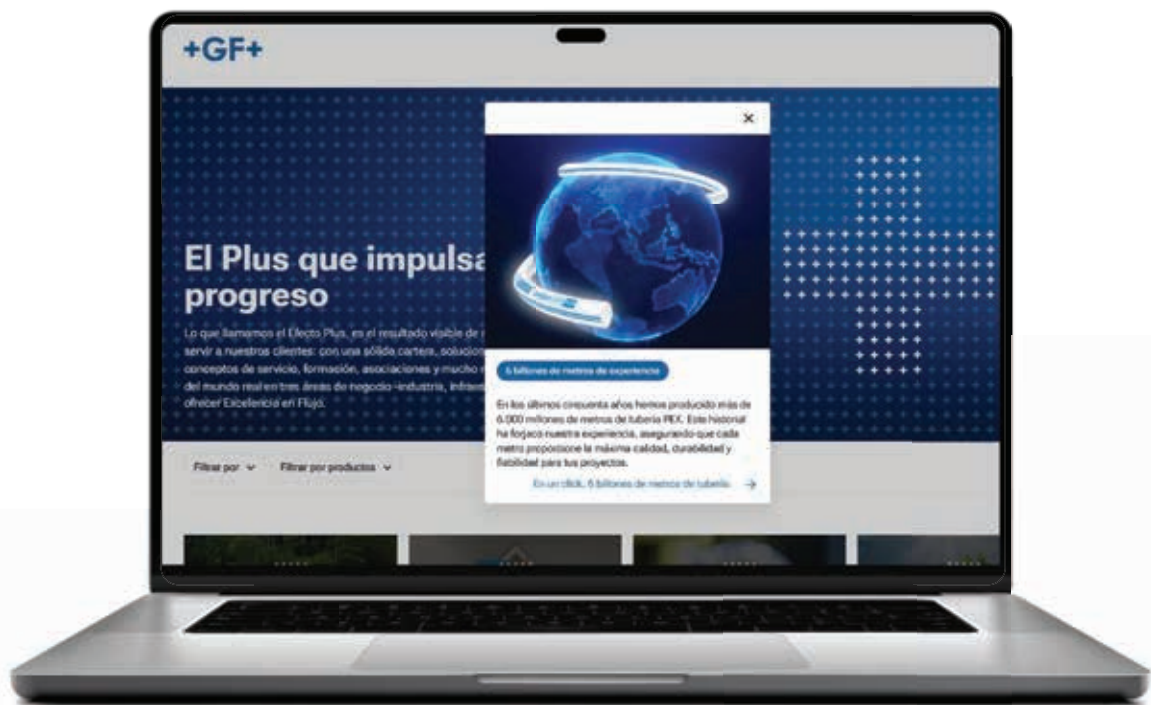 +GF+
El Plus que impulsa
progreso
Lo que llamamos el Efecto Plus, es el resultado visible de
servir a nuestros clientes: con una sólida cartera, solucion
conceptos de servicio, formación, asociaciones y mucho
del mundo real en tres áreas de negocio -industria, infraes
ofrecer Excelencia en Flujo.
Filtrar por
Filtrar por productos
6 billones de metros de experiencia
En los últimos cincuenta años hemos producido más de
6.000 millones de metros de tubería PEX. Este historial
ha forjado nuestra experiencia, asegurando que cada
metro proporcione la máxima calidad, durabilidad y
fiabilidad para tus proyectos.
En un click, 6 billones de metros de tubería →